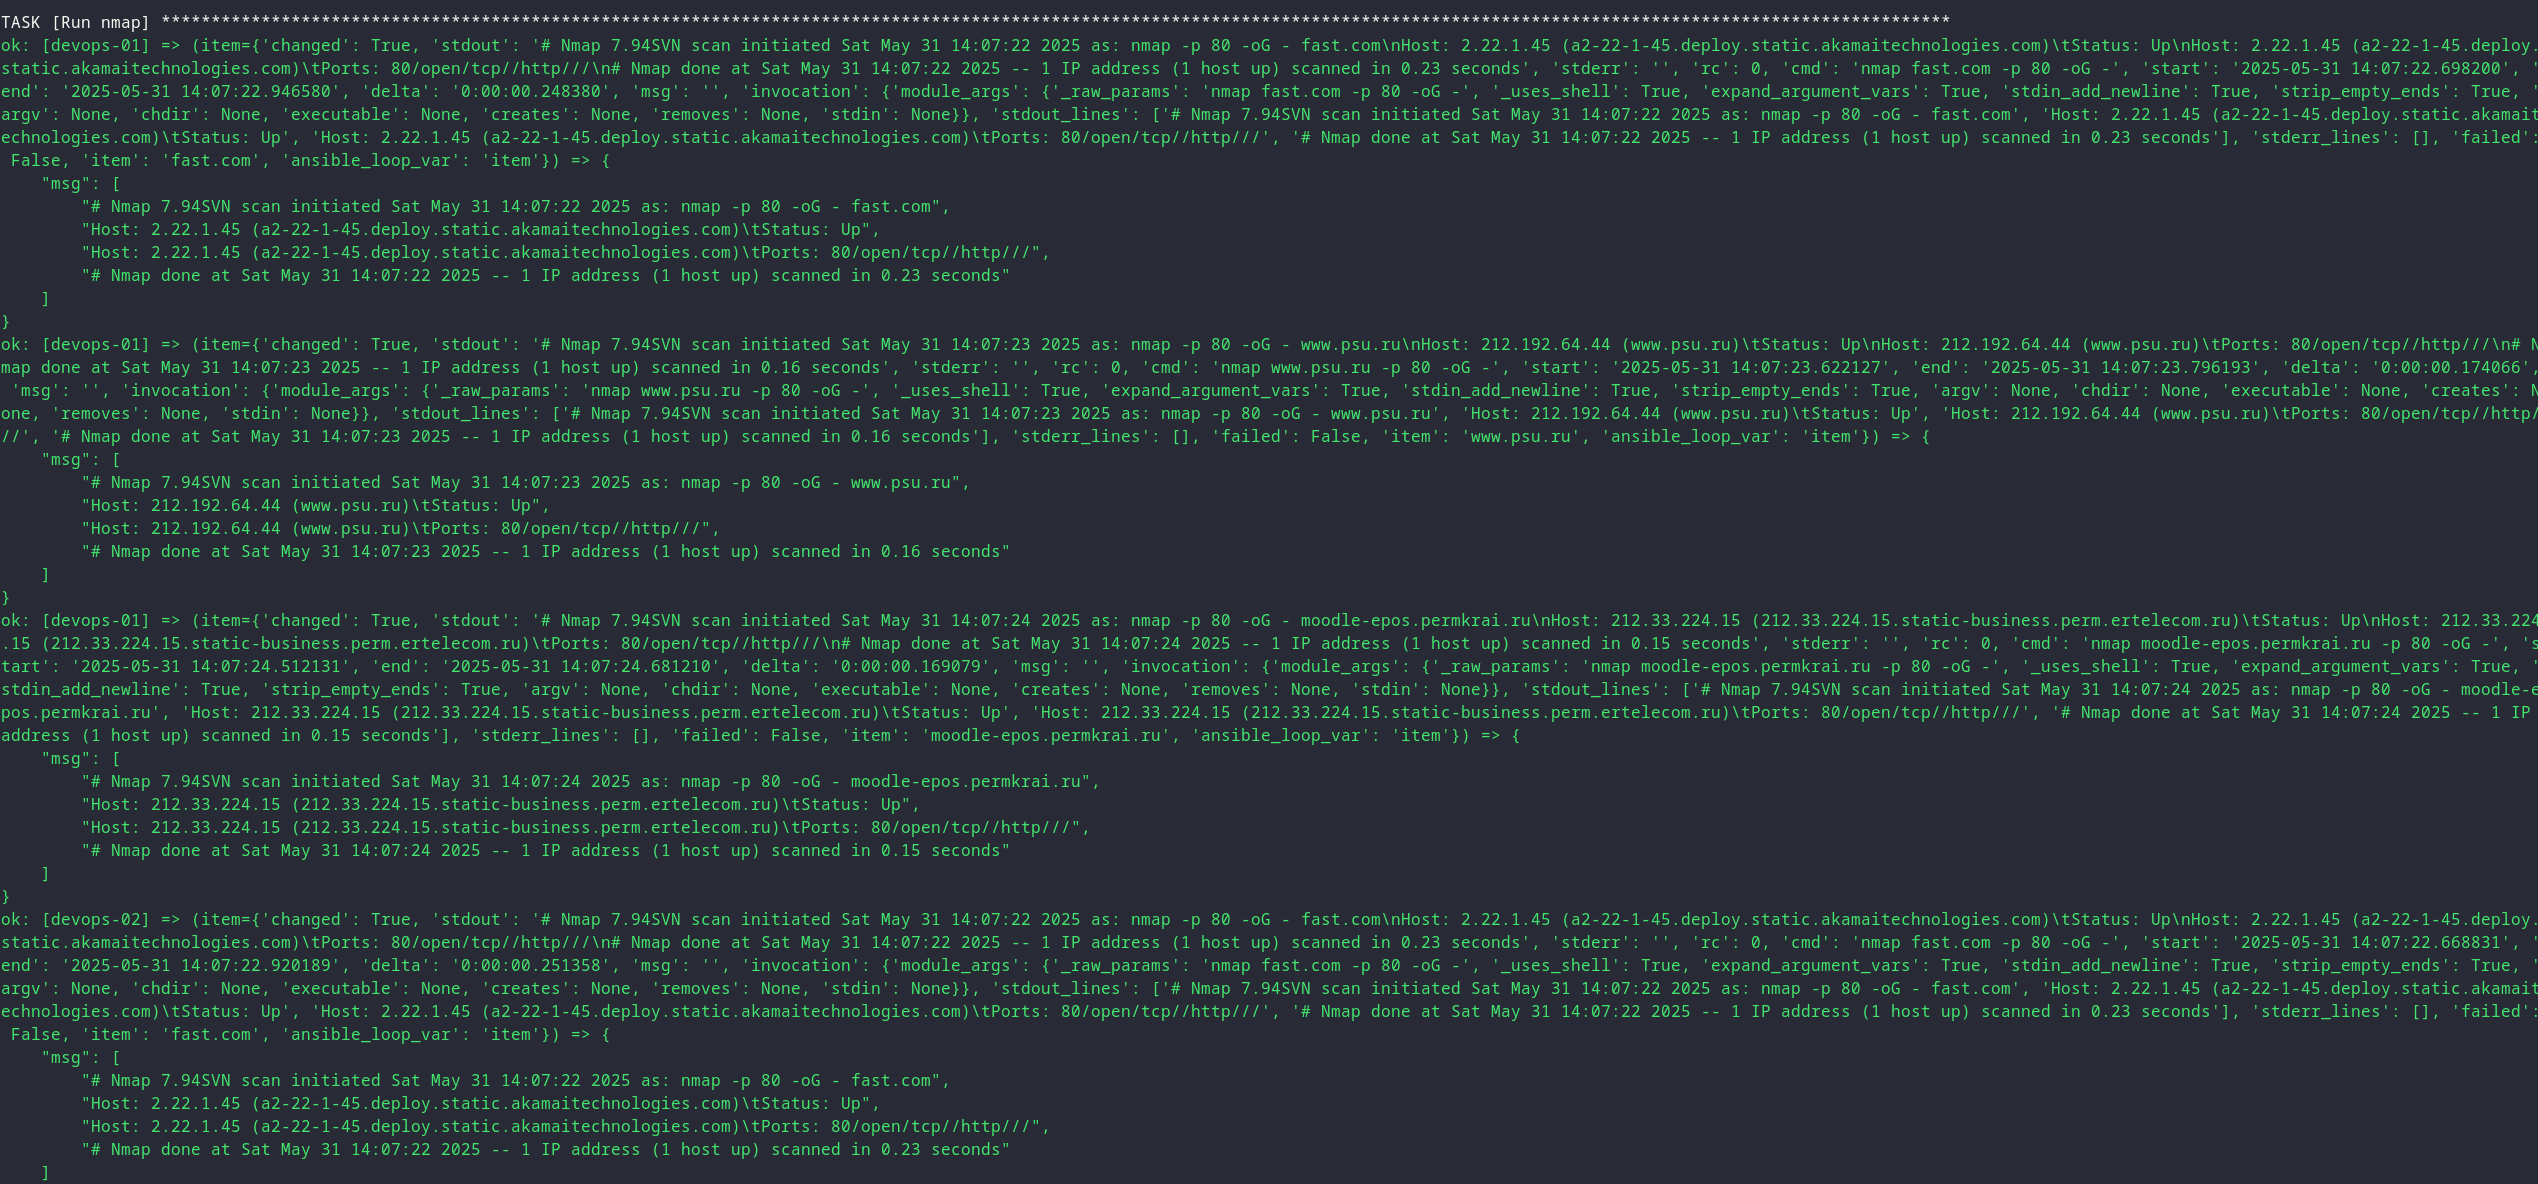 TASK [Run nmap] ***********************************************************************************************************************************************************************************
ok: [devops-01] => (item={'changed': True, 'stdout': '# Nmap 7.94SVN scan initiated Sat May 31 14:07:22 2025 as: nmap -p 80 -oG - fast.com\nHost: 2.22.1.45 (a2-22-1-45.deploy.static.akamaitechnologies.com)\tStatus: Up\nHost: 2.22.1.45 (a2-22-1-45.deploy.
static.akamaitechnologies.com)\tPorts: 80/open/tcp//http///\n# Nmap done at Sat May 31 14:07:22 2025 -- 1 IP address (1 host up) scanned in 0.23 seconds', 'stderr': '', 'rc': 0, 'cmd': 'nmap fast.com -p 80 -oG -', 'start': '2025-05-31 14:07:22.698200', '
end': '2025-05-31 14:07:22.946580', 'delta': '0:00:00.248380', 'msg': '', 'invocation': {'module_args': {'_raw_params': 'nmap fast.com -p 80 -oG -', '_uses_shell': True, 'expand_argument_vars': True, 'stdin_add_newline': True, 'strip_empty_ends': True, '
argv': None, 'chdir': None, 'executable': None, 'creates': None, 'removes': None, 'stdin': None}}, 'stdout_lines': ['# Nmap 7.94SVN scan initiated Sat May 31 14:07:22 2025 as: nmap -p 80 -oG - fast.com', 'Host: 2.22.1.45 (a2-22-1-45.deploy.static.akamait
echnologies.com)\tStatus: Up', 'Host: 2.22.1.45 (a2-22-1-45.deploy.static.akamaitechnologies.com)\tPorts: 80/open/tcp//http///', '# Nmap done at Sat May 31 14:07:22 2025 -- 1 IP address (1 host up) scanned in 0.23 seconds'], 'stderr_lines': [], 'failed':
 False, 'item': 'fast.com', 'ansible_loop_var': 'item'}) => {
    "msg": [
        "# Nmap 7.94SVN scan initiated Sat May 31 14:07:22 2025 as: nmap -p 80 -oG - fast.com",
        "Host: 2.22.1.45 (a2-22-1-45.deploy.static.akamaitechnologies.com)\tStatus: Up",
        "Host: 2.22.1.45 (a2-22-1-45.deploy.static.akamaitechnologies.com)\tPorts: 80/open/tcp//http///",
        "# Nmap done at Sat May 31 14:07:22 2025 -- 1 IP address (1 host up) scanned in 0.23 seconds"
    ]
}
ok: [devops-01] => (item={'changed': True, 'stdout': '# Nmap 7.94SVN scan initiated Sat May 31 14:07:23 2025 as: nmap -p 80 -oG - www.psu.ru\nHost: 212.192.64.44 (www.psu.ru)\tStatus: Up\nHost: 212.192.64.44 (www.psu.ru)\tPorts: 80/open/tcp//http///\n# N
map done at Sat May 31 14:07:23 2025 -- 1 IP address (1 host up) scanned in 0.16 seconds', 'stderr': '', 'rc': 0, 'cmd': 'nmap www.psu.ru -p 80 -oG -', 'start': '2025-05-31 14:07:23.622127', 'end': '2025-05-31 14:07:23.796193', 'delta': '0:00:00.174066',
 'msg': '', 'invocation': {'module_args': {'_raw_params': 'nmap www.psu.ru -p 80 -oG -', '_uses_shell': True, 'expand_argument_vars': True, 'stdin_add_newline': True, 'strip_empty_ends': True, 'argv': None, 'chdir': None, 'executable': None, 'creates': N
one, 'removes': None, 'stdin': None}}, 'stdout_lines': ['# Nmap 7.94SVN scan initiated Sat May 31 14:07:23 2025 as: nmap -p 80 -oG - www.psu.ru', 'Host: 212.192.64.44 (www.psu.ru)\tStatus: Up', 'Host: 212.192.64.44 (www.psu.ru)\tPorts: 80/open/tcp//http/
//', '# Nmap done at Sat May 31 14:07:23 2025 -- 1 IP address (1 host up) scanned in 0.16 seconds'], 'stderr_lines': [], 'failed': False, 'item': 'www.psu.ru', 'ansible_loop_var': 'item'}) => {
    "msg": [
        "# Nmap 7.94SVN scan initiated Sat May 31 14:07:23 2025 as: nmap -p 80 -oG - www.psu.ru",
        "Host: 212.192.64.44 (www.psu.ru)\tStatus: Up",
        "Host: 212.192.64.44 (www.psu.ru)\tPorts: 80/open/tcp//http///",
        "# Nmap done at Sat May 31 14:07:23 2025 -- 1 IP address (1 host up) scanned in 0.16 seconds"
    ]
}
ok: [devops-01] => (item={'changed': True, 'stdout': '# Nmap 7.94SVN scan initiated Sat May 31 14:07:24 2025 as: nmap -p 80 -oG - moodle-epos.permkrai.ru\nHost: 212.33.224.15 (212.33.224.15.static-business.perm.ertelecom.ru)\tStatus: Up\nHost: 212.33.224
.15 (212.33.224.15.static-business.perm.ertelecom.ru)\tPorts: 80/open/tcp//http///\n# Nmap done at Sat May 31 14:07:24 2025 -- 1 IP address (1 host up) scanned in 0.15 seconds', 'stderr': '', 'rc': 0, 'cmd': 'nmap moodle-epos.permkrai.ru -p 80 -oG -', 's
tart': '2025-05-31 14:07:24.512131', 'end': '2025-05-31 14:07:24.681210', 'delta': '0:00:00.169079', 'msg': '', 'invocation': {'module_args': {'_raw_params': 'nmap moodle-epos.permkrai.ru -p 80 -oG -', '_uses_shell': True, 'expand_argument_vars': True, '
stdin_add_newline': True, 'strip_empty_ends': True, 'argv': None, 'chdir': None, 'executable': None, 'creates': None, 'removes': None, 'stdin': None}}, 'stdout_lines': ['# Nmap 7.94SVN scan initiated Sat May 31 14:07:24 2025 as: nmap -p 80 -oG - moodle-e
pos.permkrai.ru', 'Host: 212.33.224.15 (212.33.224.15.static-business.perm.ertelecom.ru)\tStatus: Up', 'Host: 212.33.224.15 (212.33.224.15.static-business.perm.ertelecom.ru)\tPorts: 80/open/tcp//http///', '# Nmap done at Sat May 31 14:07:24 2025 -- 1 IP
address (1 host up) scanned in 0.15 seconds'], 'stderr_lines': [], 'failed': False, 'item': 'moodle-epos.permkrai.ru', 'ansible_loop_var': 'item'}) => {
    "msg": [
        "# Nmap 7.94SVN scan initiated Sat May 31 14:07:24 2025 as: nmap -p 80 -oG - moodle-epos.permkrai.ru",
        "Host: 212.33.224.15 (212.33.224.15.static-business.perm.ertelecom.ru)\tStatus: Up",
        "Host: 212.33.224.15 (212.33.224.15.static-business.perm.ertelecom.ru)\tPorts: 80/open/tcp//http///",
        "# Nmap done at Sat May 31 14:07:24 2025 -- 1 IP address (1 host up) scanned in 0.15 seconds"
    ]
}
ok: [devops-02] => (item={'changed': True, 'stdout': '# Nmap 7.94SVN scan initiated Sat May 31 14:07:22 2025 as: nmap -p 80 -oG - fast.com\nHost: 2.22.1.45 (a2-22-1-45.deploy.static.akamaitechnologies.com)\tStatus: Up\nHost: 2.22.1.45 (a2-22-1-45.deploy.
static.akamaitechnologies.com)\tPorts: 80/open/tcp//http///\n# Nmap done at Sat May 31 14:07:22 2025 -- 1 IP address (1 host up) scanned in 0.23 seconds', 'stderr': '', 'rc': 0, 'cmd': 'nmap fast.com -p 80 -oG -', 'start': '2025-05-31 14:07:22.668831', '
end': '2025-05-31 14:07:22.920189', 'delta': '0:00:00.251358', 'msg': '', 'invocation': {'module_args': {'_raw_params': 'nmap fast.com -p 80 -oG -', '_uses_shell': True, 'expand_argument_vars': True, 'stdin_add_newline': True, 'strip_empty_ends': True, '
argv': None, 'chdir': None, 'executable': None, 'creates': None, 'removes': None, 'stdin': None}}, 'stdout_lines': ['# Nmap 7.94SVN scan initiated Sat May 31 14:07:22 2025 as: nmap -p 80 -oG - fast.com', 'Host: 2.22.1.45 (a2-22-1-45.deploy.static.akamait
echnologies.com)\tStatus: Up', 'Host: 2.22.1.45 (a2-22-1-45.deploy.static.akamaitechnologies.com)\tPorts: 80/open/tcp//http///', '# Nmap done at Sat May 31 14:07:22 2025 -- 1 IP address (1 host up) scanned in 0.23 seconds'], 'stderr_lines': [], 'failed':
 False, 'item': 'fast.com', 'ansible_loop_var': 'item'}) => {
    "msg": [
        "# Nmap 7.94SVN scan initiated Sat May 31 14:07:22 2025 as: nmap -p 80 -oG - fast.com",
        "Host: 2.22.1.45 (a2-22-1-45.deploy.static.akamaitechnologies.com)\tStatus: Up",
        "Host: 2.22.1.45 (a2-22-1-45.deploy.static.akamaitechnologies.com)\tPorts: 80/open/tcp//http///",
        "# Nmap done at Sat May 31 14:07:22 2025 -- 1 IP address (1 host up) scanned in 0.23 seconds"
    ]